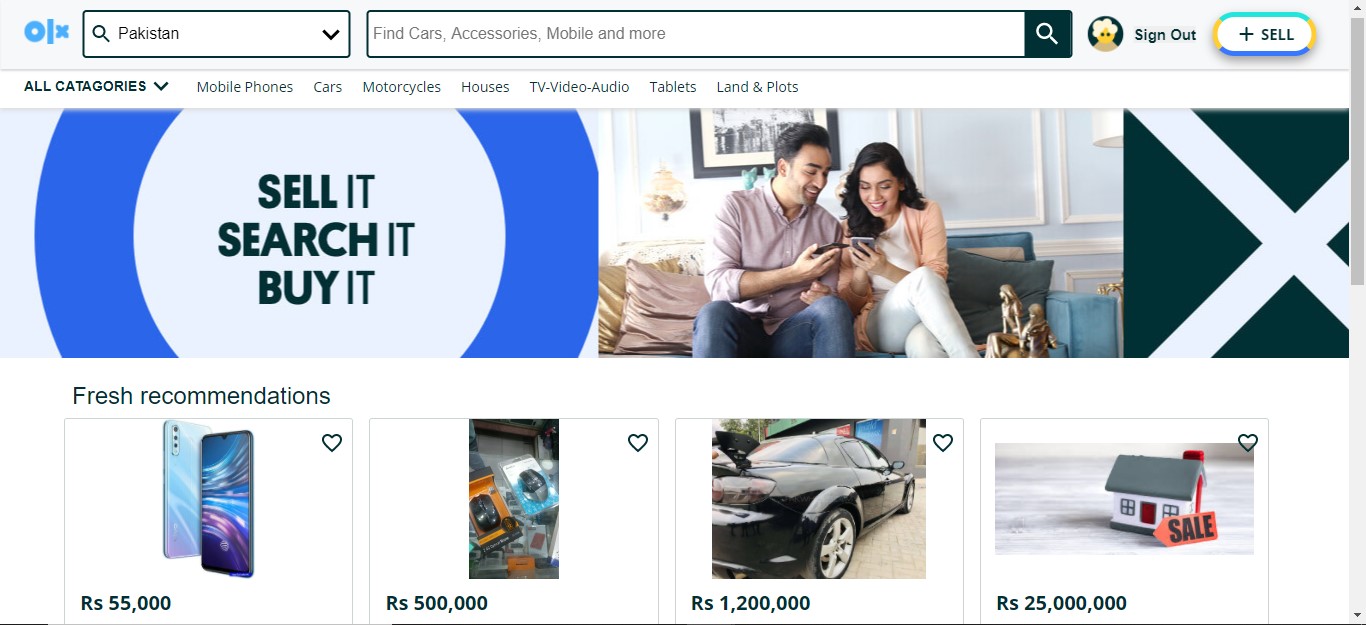 olx
Pakistan
Find Cars, Accessories, Mobile and more
Sign Out
+ SELL
ALL CATAGORIES
Mobile Phones
Cars
Motorcycles
Houses
TV-Video-Audio
Tablets
Land & Plots
SELL IT
SEARCH IT
BUY IT
Fresh recommendations
SALE
Rs 55,000
Rs 500,000
Rs 1,200,000
Rs 25,000,000